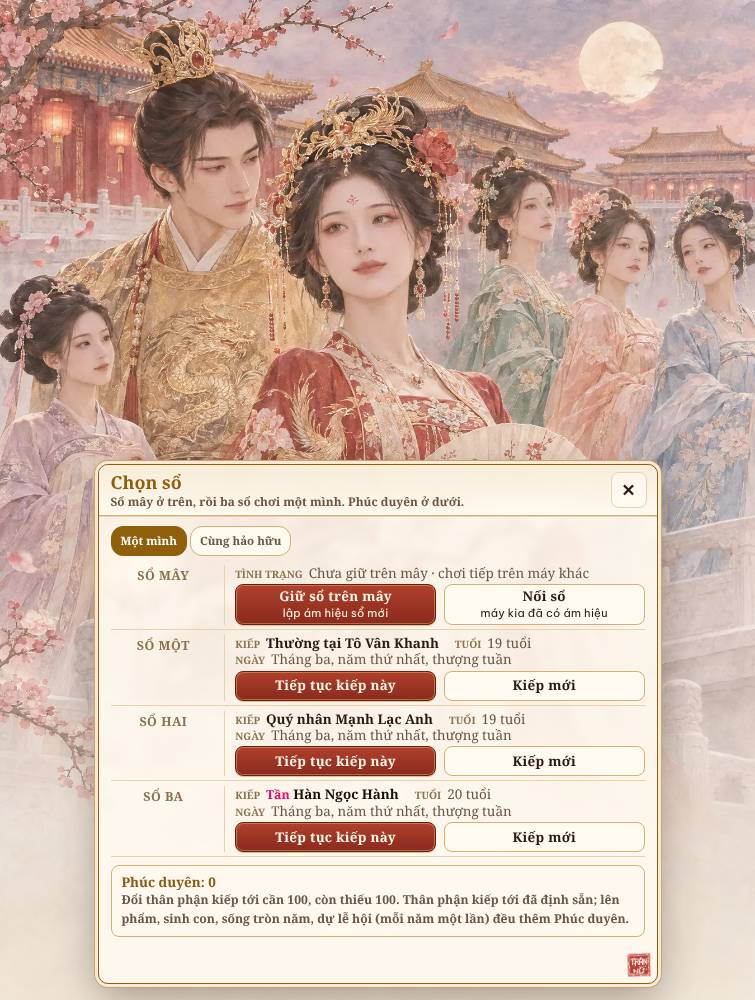 Chọn sổ
Sổ mây ở trên, rồi ba sổ chơi một mình. Phúc duyên ở dưới.
×
Một mình
Cùng hảo hữu
SỔ MÂY
TÌNH TRẠNG Chưa giữ trên mây · chơi tiếp trên máy khác
Giữ sổ trên mây
lập ám hiệu sổ mới
Nối sổ
máy kia đã có ám hiệu
SỔ MỘT
KIẾP Thường tại Tô Vân Khanh TUỔI 19 tuổi
NGÀY Tháng ba, năm thứ nhất, thượng tuần
Tiếp tục kiếp này
Kiếp mới
SỔ HAI
KIẾP Quý nhân Mạnh Lạc Anh TUỔI 19 tuổi
NGÀY Tháng ba, năm thứ nhất, thượng tuần
Tiếp tục kiếp này
Kiếp mới
SỔ BA
KIẾP Tần Hàn Ngọc Hành TUỔI 20 tuổi
NGÀY Tháng ba, năm thứ nhất, thượng tuần
Tiếp tục kiếp này
Kiếp mới
Phúc duyên: 0
Đổi thân phận kiếp tới cần 100, còn thiếu 100. Thân phận kiếp tới đã định sẵn; lên
phẩm, sinh con, sống tròn năm, dự lễ hội (mỗi năm một lần) đều thêm Phúc duyên.